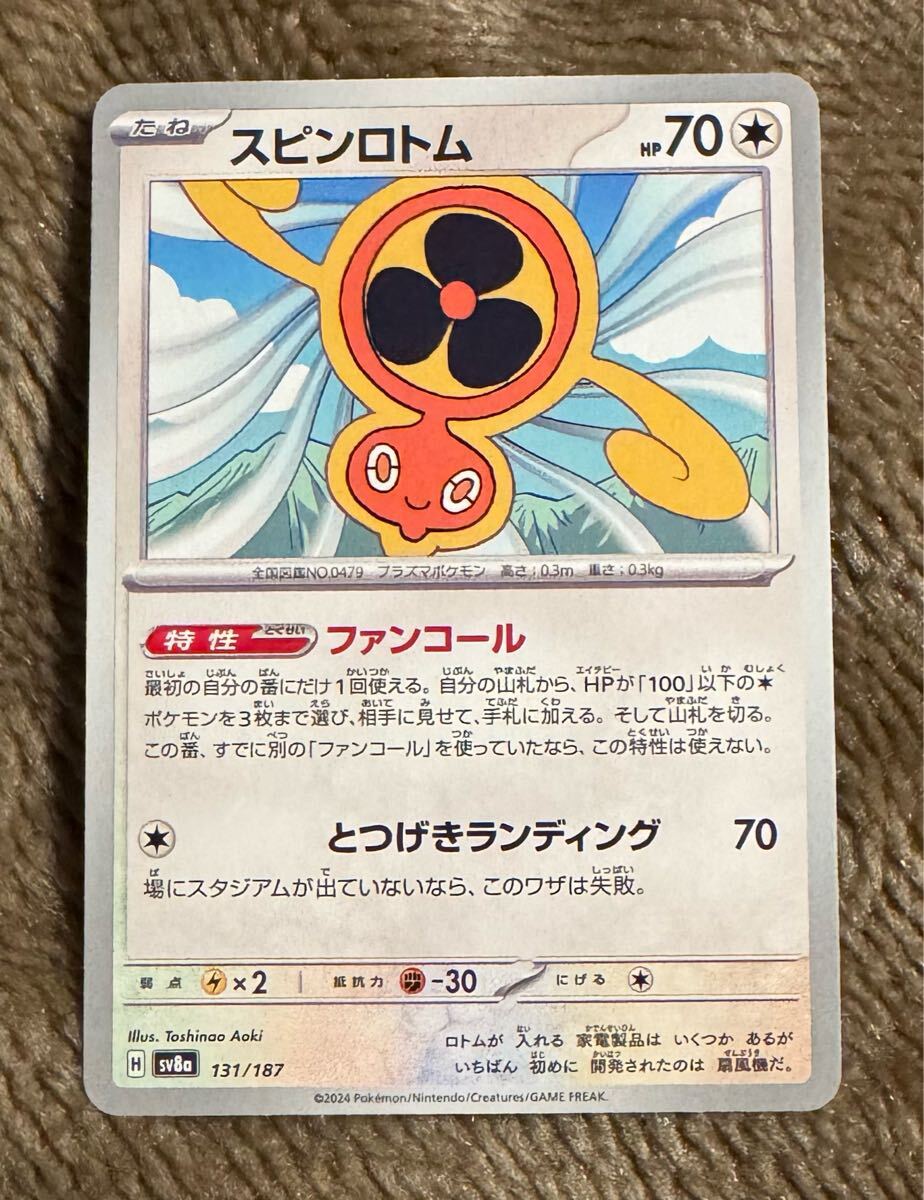 たね
スピンロトム
HP 70
全国図鑑NO.0479 プラズマポケモン 高さ:0.3m 重さ:0.3kg
特性 とくせい ファンコール
最初の自分の番にだけ1回使える。自分の山札から、HPが「100」以下の
ポケモンを3枚まで選び、相手に見せて、手札に加える。そして山札を切る。
この番、すでに別の「ファンコール」を使っていたなら、この特性は使えない。
とつげきランディング 70
場にスタジアムが出ていないなら、このワザは失敗。
弱点 ×2 抵抗力 -30 にげる
Illus. Toshinao Aoki
H sv8a 131/187
ロトムが 入れる 家電製品は いくつか あるが
いちばん 初めに 開発されたのは 扇風機だ。
©2024 Pokémon/Nintendo/Creatures/GAME FREAK.